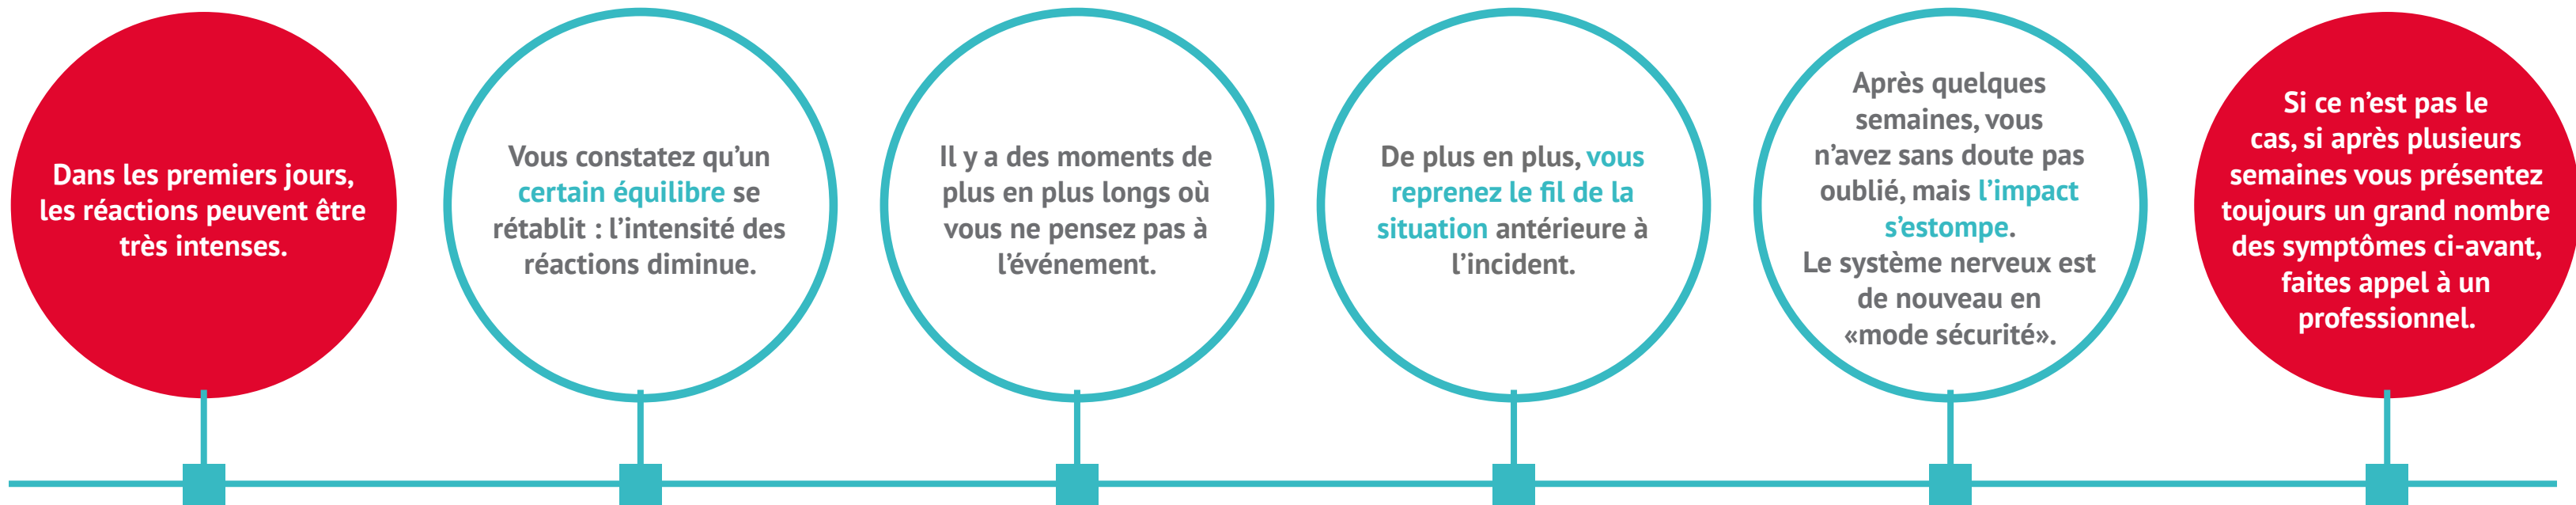 Dans les premiers jours,
les réactions peuvent être
très intenses.
Vous constatez qu’un
certain équilibre se
rétablit : l’intensité des
réactions diminue.
Il y a des moments de
plus en plus longs où
vous ne pensez pas à
l’événement.
De plus en plus, vous
reprenez le fil de la
situation antérieure à
l’incident.
Après quelques
semaines, vous
n’avez sans doute pas
oublié, mais l’impact
s’estompe.
Le système nerveux est
de nouveau en
«mode sécurité».
Si ce n’est pas le
cas, si après plusieurs
semaines vous présentez
toujours un grand nombre
des symptômes ci-avant,
faites appel à un
professionnel.